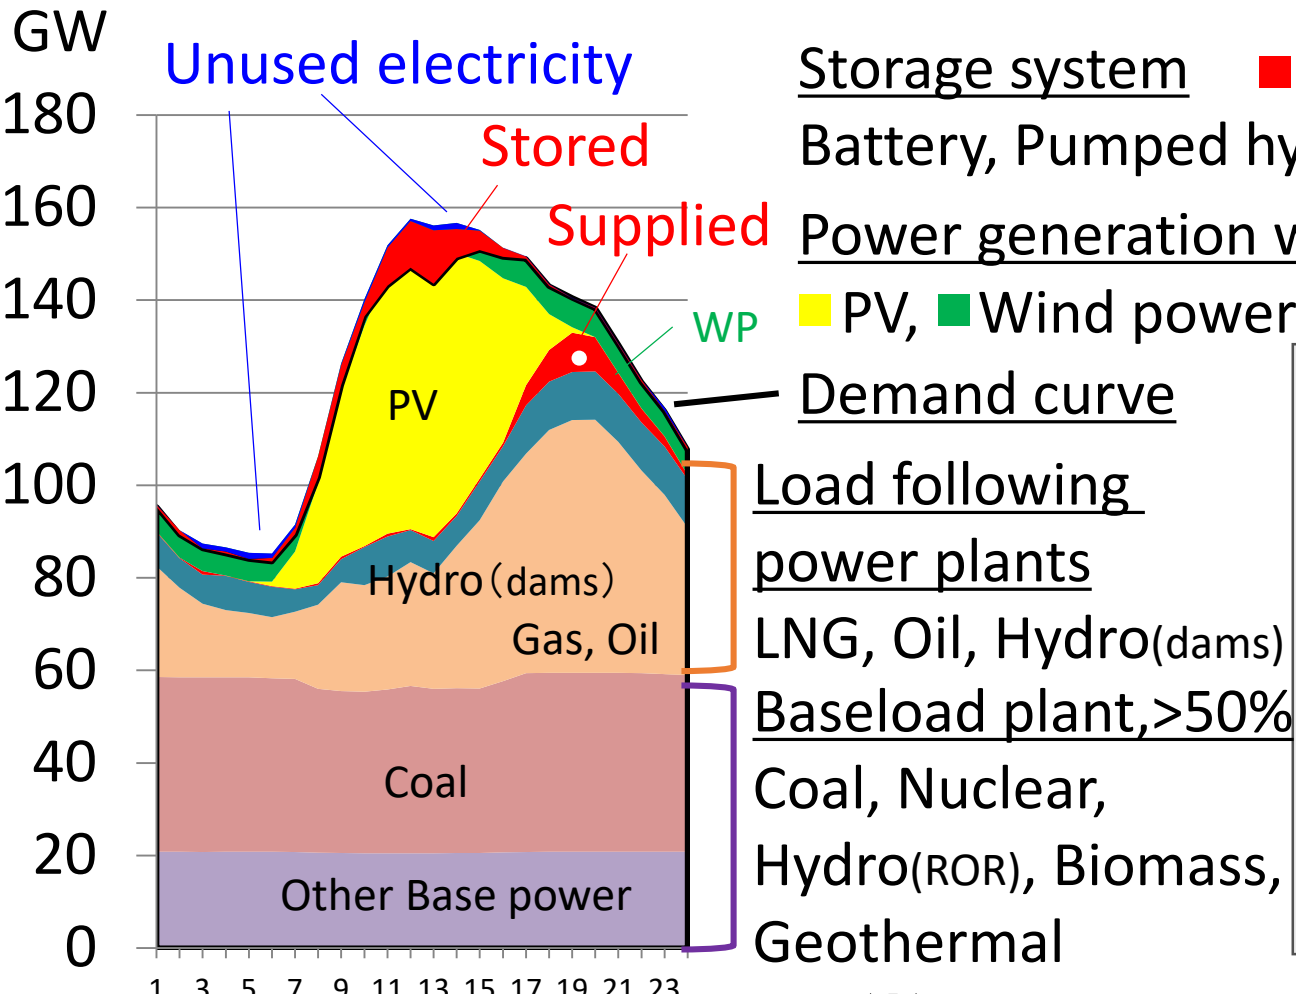 GW
Unused electricity
Stored
Supplied
WP
PV
Hydro（dams）
Gas, Oil
Coal
Other Base power
180
160
140
120
100
80
60
40
20
0
1 3 5 7 9 11 13 15 17 19 21 23
Storage system
Battery, Pumped
Power generation
PV, Wind power
Demand curve
Load following
power plants
LNG, Oil, Hydro(dams)
Baseload plant,>50%
Coal, Nuclear,
Hydro(ROR), Biomass,
Geothermal